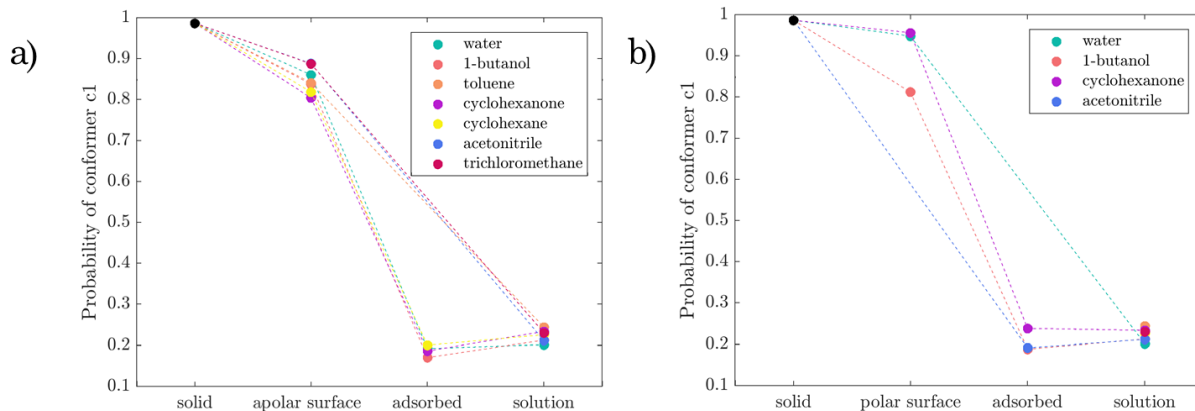 a)
Probability of conformer c1
1
0.9
0.8
0.7
0.6
0.5
0.4
0.3
0.2
0.1
solid
apolar surface
adsorbed
solution
water
1-butanol
toluene
cyclohexanone
cyclohexane
acetonitrile
trichloromethane
b)
Probability of conformer c1
1
0.9
0.8
0.7
0.6
0.5
0.4
0.3
0.2
0.1
solid
polar surface
adsorbed
solution
water
1-butanol
cyclohexanone
acetonitrile